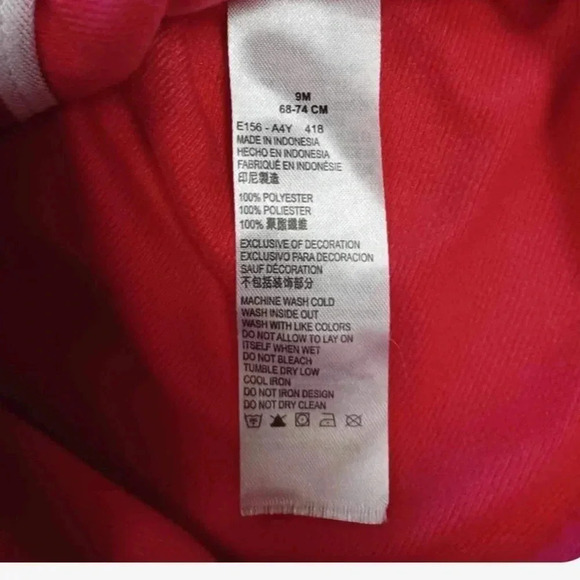 9M
68-74 CM
E156 - A4Y 418
MADE IN INDONESIA
HECHO EN INDONESIA
FABRIQUÉ EN INDONÉSIE
印尼製造
100% POLYESTER
100% POLIESTER
100% 聚脂纖維
EXCLUSIVE OF DECORATION
EXCLUSIVO PARA DECORACION
SAUF DÉCORATION
不包括装饰部分
MACHINE WASH COLD
WASH INSIDE OUT
WASH WITH LIKE COLORS
DO NOT ALLOW TO LAY ON
ITSELF WHEN WET
DO NOT BLEACH
TUMBLE DRY LOW
COOL IRON
DO NOT IRON DESIGN
DO NOT DRY CLEAN